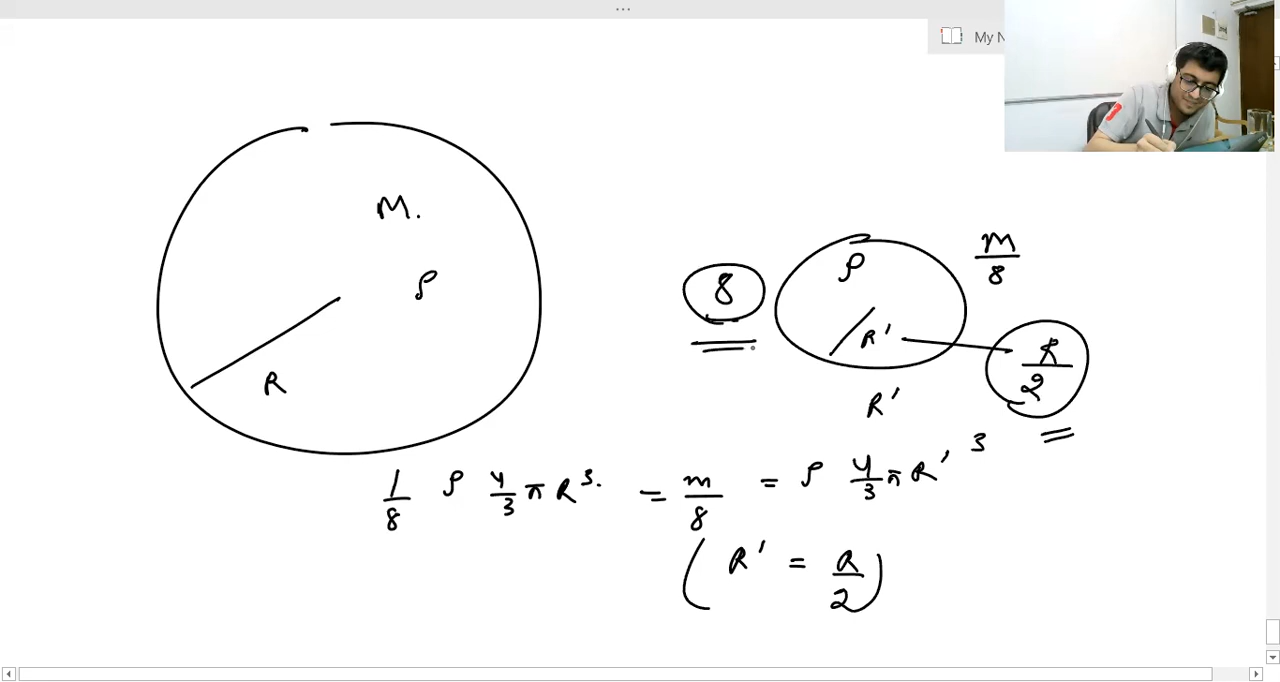 ...
My N
M.
ρ
R
8
ρ
R'
m/8
R/2
R'
1/8 ρ 4/3 π R³. = m/8 = ρ 4/3 π R'³
( R' = R/2 )